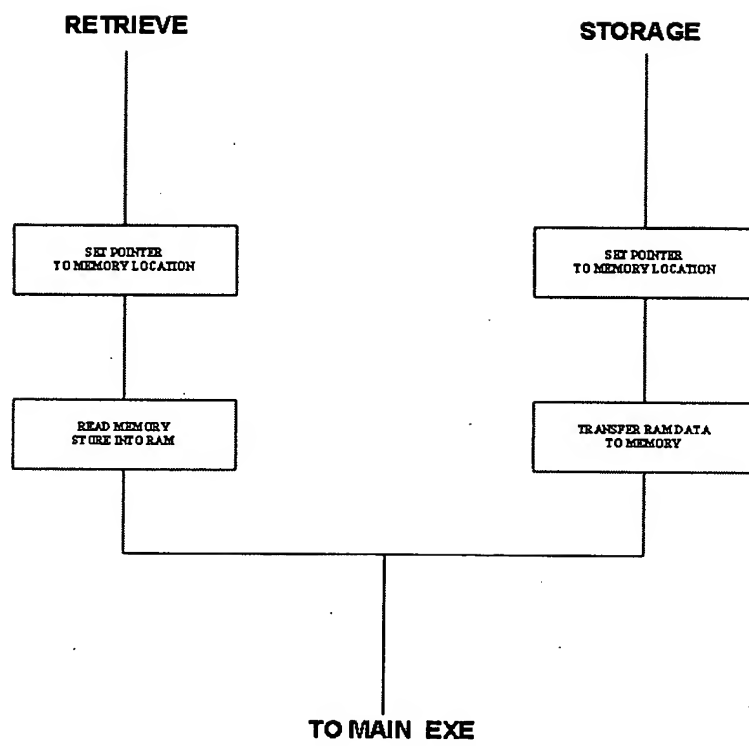 RETRIEVE
STORAGE
SET POINTER
TO MEMORY LOCATION
SET POINTER
TO MEMORY LOCATION
READ MEMORY
STORE INTO RAM
TRANSFER RAM DATA
TO MEMORY
TO MAIN EXE